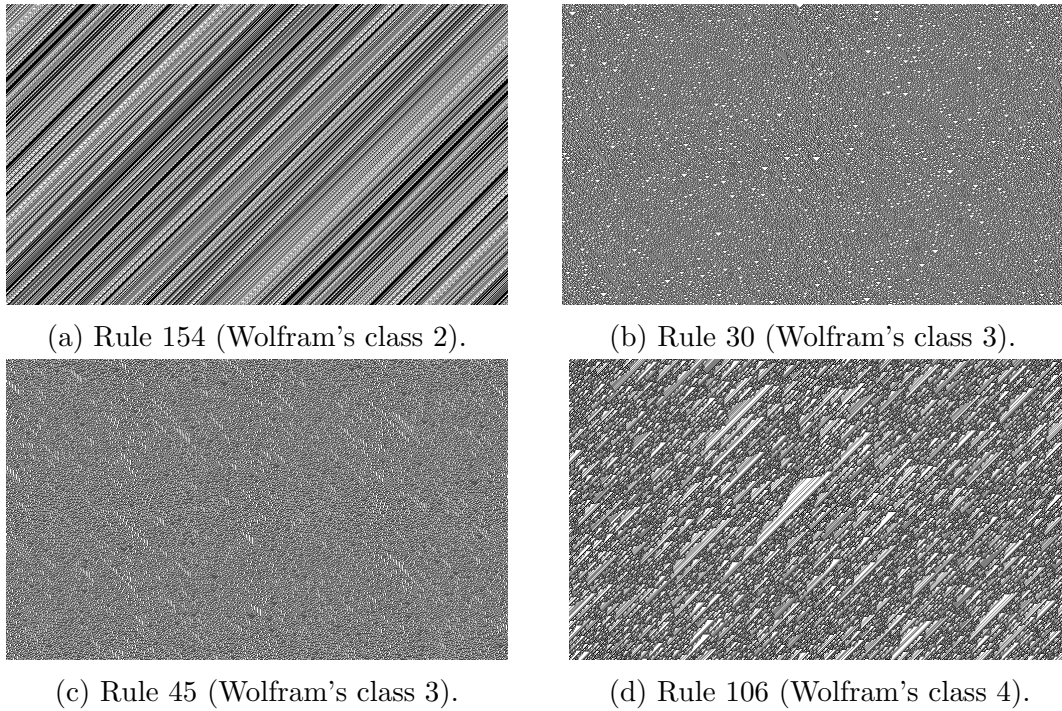 (a) Rule 154 (Wolfram's class 2).
(b) Rule 30 (Wolfram's class 3).
(c) Rule 45 (Wolfram's class 3).
(d) Rule 106 (Wolfram's class 4).